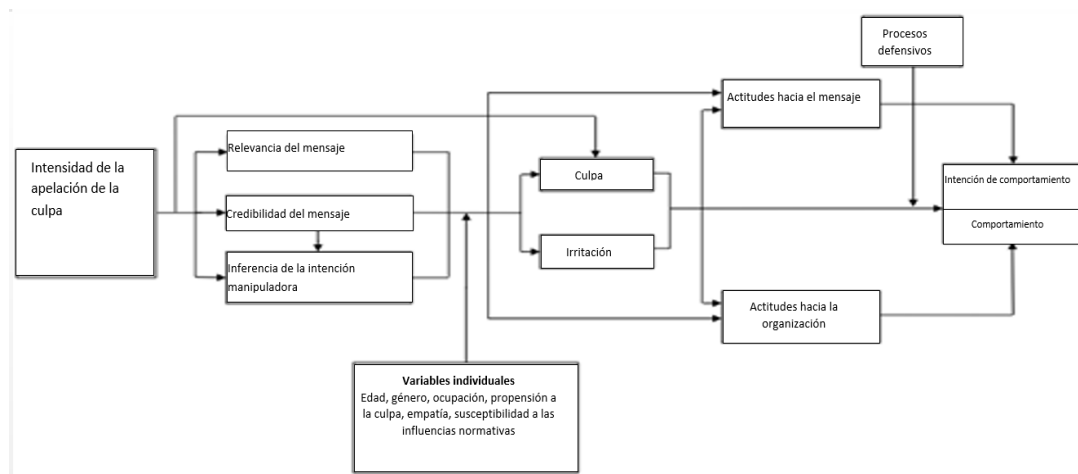 Intensidad de la
apelación de la
culpa
Relevancia del mensaje
Credibilidad del mensaje
Inferencia de la intención
manipuladora
Variables individuales
Edad, género, ocupación, propensión a
la culpa, empatía, susceptibilidad a las
influencias normativas
Culpa
Irritación
Actitudes hacia el mensaje
Actitudes hacia la
organización
Procesos
defensivos
Intención de comportamiento
Comportamiento